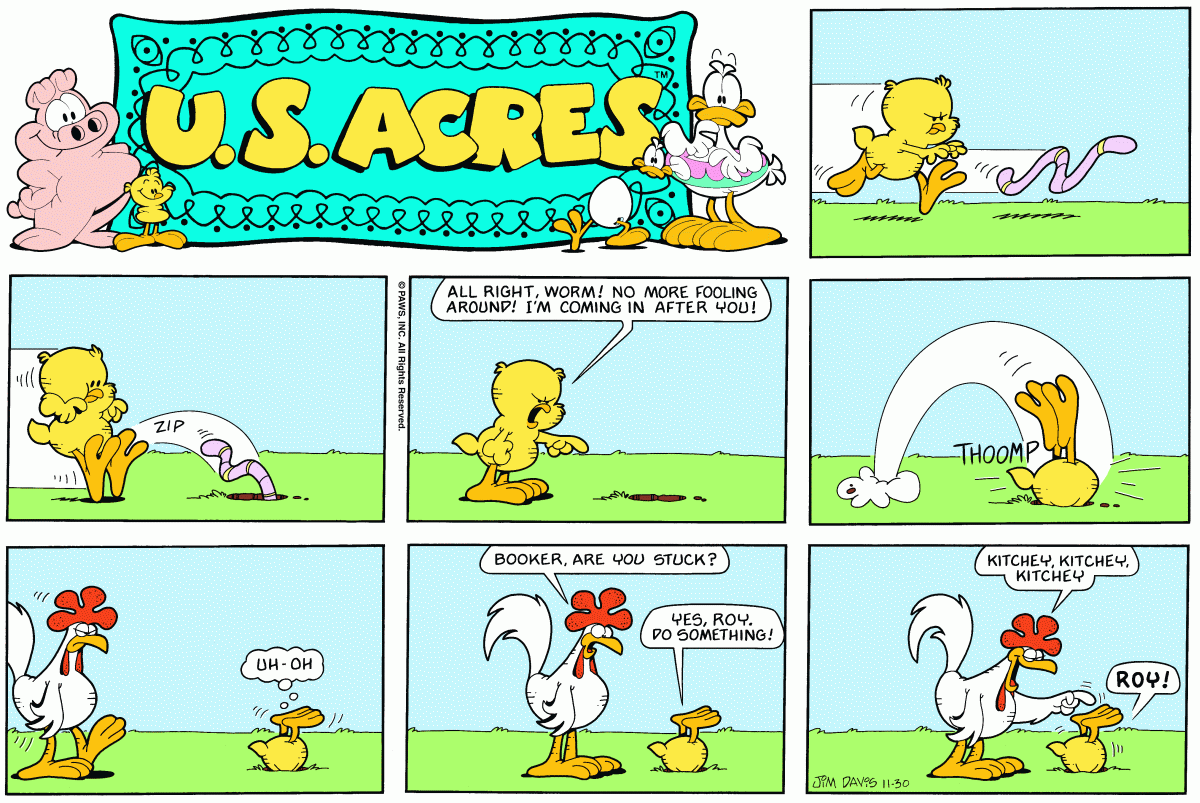 U.S. ACRES™
ZIP
© PAWS, INC. All Rights Reserved.
ALL RIGHT, WORM! NO MORE FOOLING
AROUND! I'M COMING IN AFTER YOU!
THOOMP
UH-OH
BOOKER, ARE YOU STUCK?
YES, ROY.
DO SOMETHING!
KITCHEY, KITCHEY,
KITCHEY
ROY!
JIM DAVIS 11-30